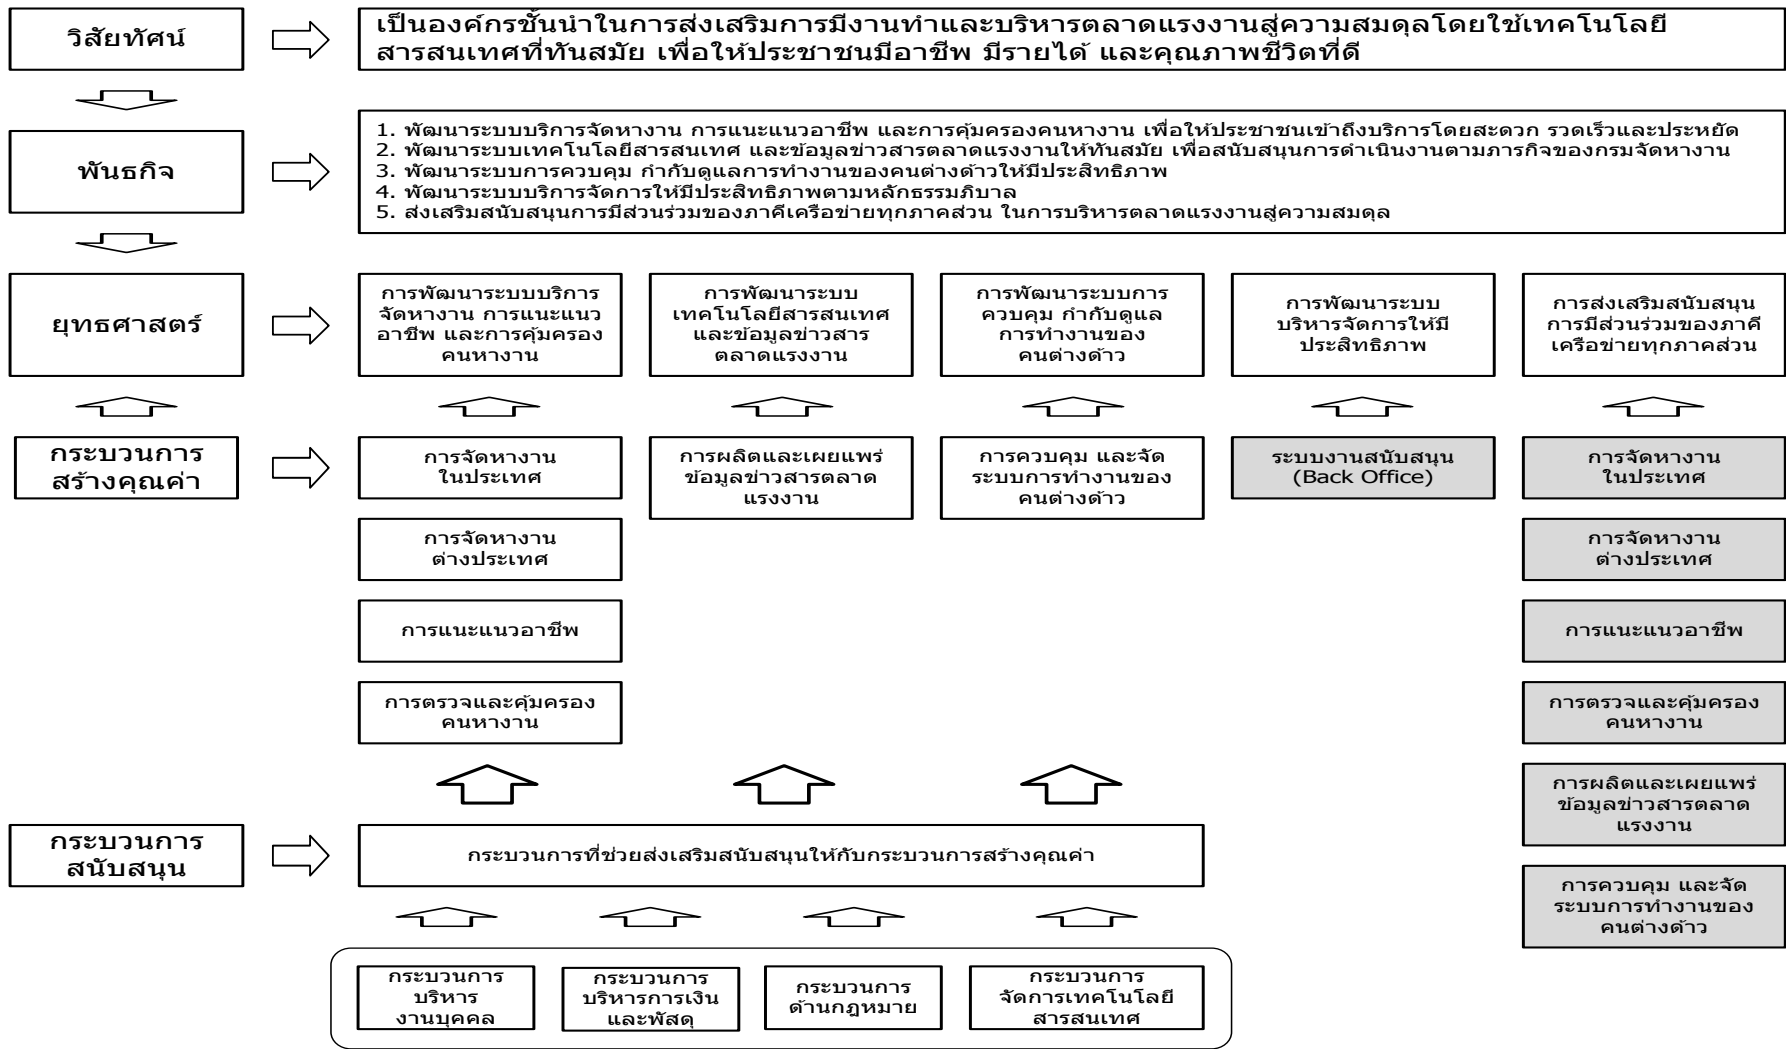 วิสัยทัศน์
เป็นองค์กรชั้นนำในการส่งเสริมการมีงานทำและบริหารตลาดแรงงานสู่ความสมดุลโดยใช้เทคโนโลยี
สารสนเทศที่ทันสมัย เพื่อให้ประชาชนมีอาชีพ มีรายได้ และคุณภาพชีวิตที่ดี
พันธกิจ
1. พัฒนาระบบบริการจัดหางาน การแนะแนวอาชีพ และการคุ้มครองคนหางาน เพื่อให้ประชาชนเข้าถึงบริการโดยสะดวก รวดเร็วและประหยัด
2. พัฒนาระบบเทคโนโลยีสารสนเทศ และข้อมูลข่าวสารตลาดแรงงานให้ทันสมัย เพื่อสนับสนุนการดำเนินงานตามภารกิจของกรมจัดหางาน
3. พัฒนาระบบการควบคุม กำกับดูแลการทำงานของคนต่างด้าวให้มีประสิทธิภาพ
4. พัฒนาระบบบริการจัดการให้มีประสิทธิภาพตามหลักธรรมภิบาล
5. ส่งเสริมสนับสนุนการมีส่วนร่วมของภาคีเครือข่ายทุกภาคส่วน ในการบริหารตลาดแรงงานสู่ความสมดุล
ยุทธศาสตร์
การพัฒนาระบบบริการ
จัดหางาน การแนะแนว
อาชีพ และการคุ้มครอง
คนหางาน
การพัฒนาระบบ
เทคโนโลยีสารสนเทศ
และข้อมูลข่าวสาร
ตลาดแรงงาน
การพัฒนาระบบการ
ควบคุม กำกับดูแล
การทำงานของ
คนต่างด้าว
การพัฒนาระบบ
บริหารจัดการให้มี
ประสิทธิภาพ
การส่งเสริมสนับสนุน
การมีส่วนร่วมของภาคี
เครือข่ายทุกภาคส่วน
กระบวนการ
สร้างคุณค่า
การจัดหางาน
ในประเทศ
การผลิตและเผยแพร่
ข้อมูลข่าวสารตลาด
แรงงาน
การควบคุม และจัด
ระบบการทำงานของ
คนต่างด้าว
ระบบงานสนับสนุน
(Back Office)
การจัดหางาน
ในประเทศ
การจัดหางาน
ต่างประเทศ
การจัดหางาน
ต่างประเทศ
การแนะแนวอาชีพ
การแนะแนวอาชีพ
การตรวจและคุ้มครอง
คนหางาน
การตรวจและคุ้มครอง
คนหางาน
การผลิตและเผยแพร่
ข้อมูลข่าวสารตลาด
แรงงาน
กระบวนการ
สนับสนุน
กระบวนการที่ช่วยส่งเสริมสนับสนุนให้กับกระบวนการสร้างคุณค่า
การควบคุม และจัด
ระบบการทำงานของ
คนต่างด้าว
กระบวนการ
บริหาร
งานบุคคล
กระบวนการ
บริหารการเงิน
และพัสดุ
กระบวนการ
ด้านกฎหมาย
กระบวนการ
จัดการเทคโนโลยี
สารสนเทศ